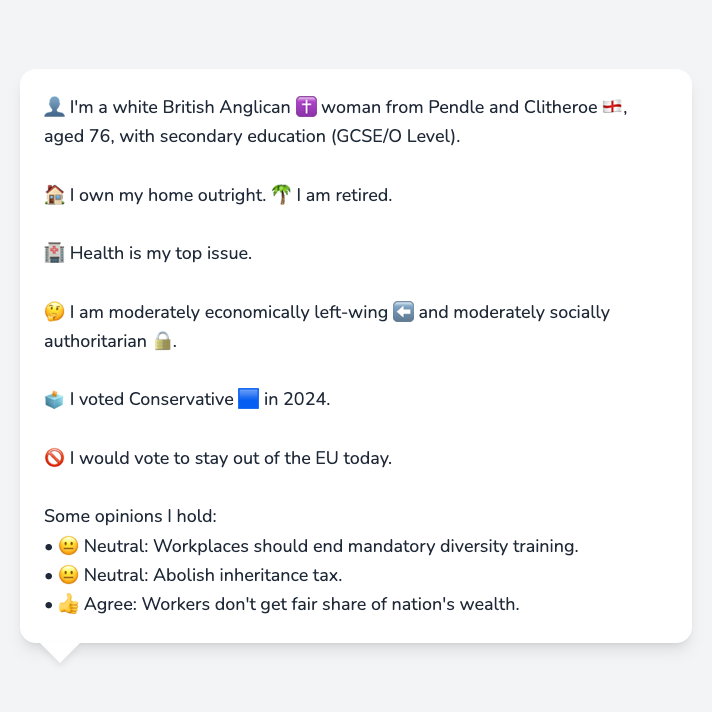 👤 I'm a white British Anglican ✝️ woman from Pendle and Clitheroe 🏴󠁧󠁢󠁥󠁮󠁧󠁿,
aged 76, with secondary education (GCSE/O Level).
🏠 I own my home outright. 🌴 I am retired.
🏥 Health is my top issue.
🤔 I am moderately economically left-wing ⬅️ and moderately socially
authoritarian 🔒.
🗳️ I voted Conservative 🟦 in 2024.
🚫 I would vote to stay out of the EU today.
Some opinions I hold:
• 😐 Neutral: Workplaces should end mandatory diversity training.
• 😐 Neutral: Abolish inheritance tax.
• 👍 Agree: Workers don't get fair share of nation's wealth.